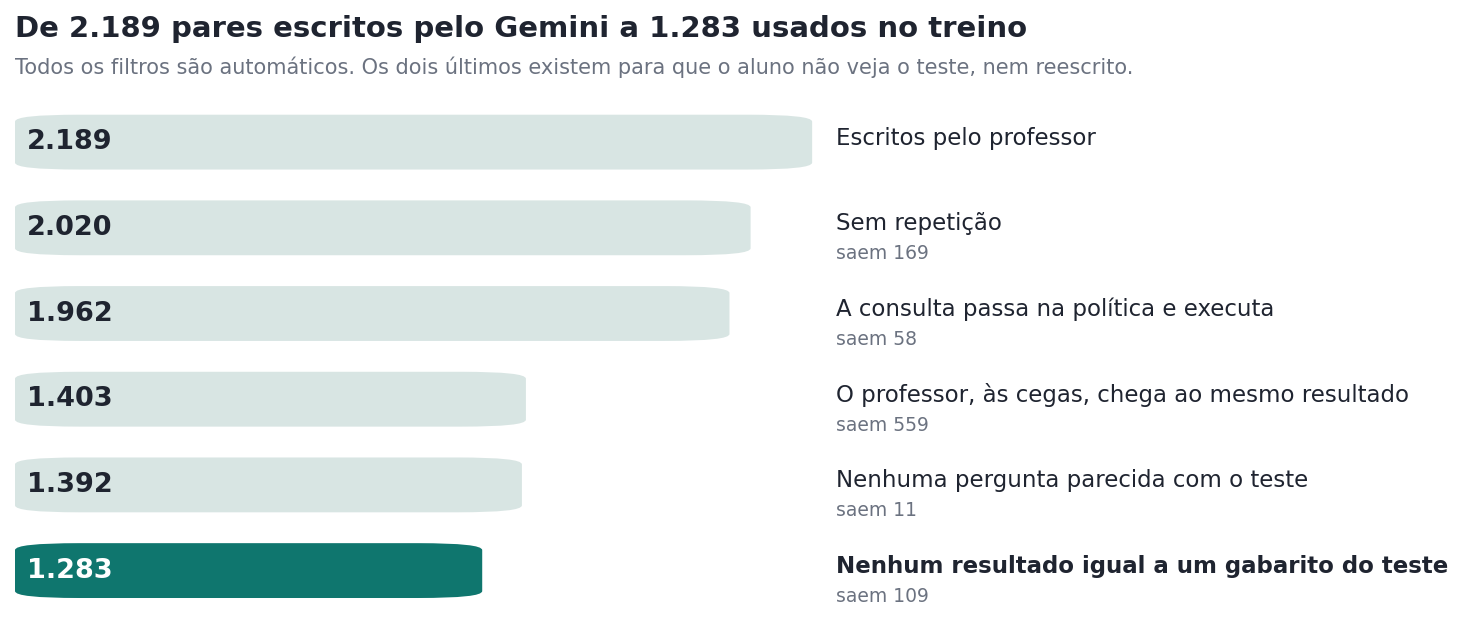 De 2.189 pares escritos pelo Gemini a 1.283 usados no treino
Todos os filtros são automáticos. Os dois últimos existem para que o aluno não veja o teste, nem reescrito.
2.189
Escritos pelo professor
2.020
Sem repetição
saem 169
1.962
A consulta passa na política e executa
saem 58
1.403
O professor, às cegas, chega ao mesmo resultado
saem 559
1.392
Nenhuma pergunta parecida com o teste
saem 11
1.283
Nenhum resultado igual a um gabarito do teste
saem 109